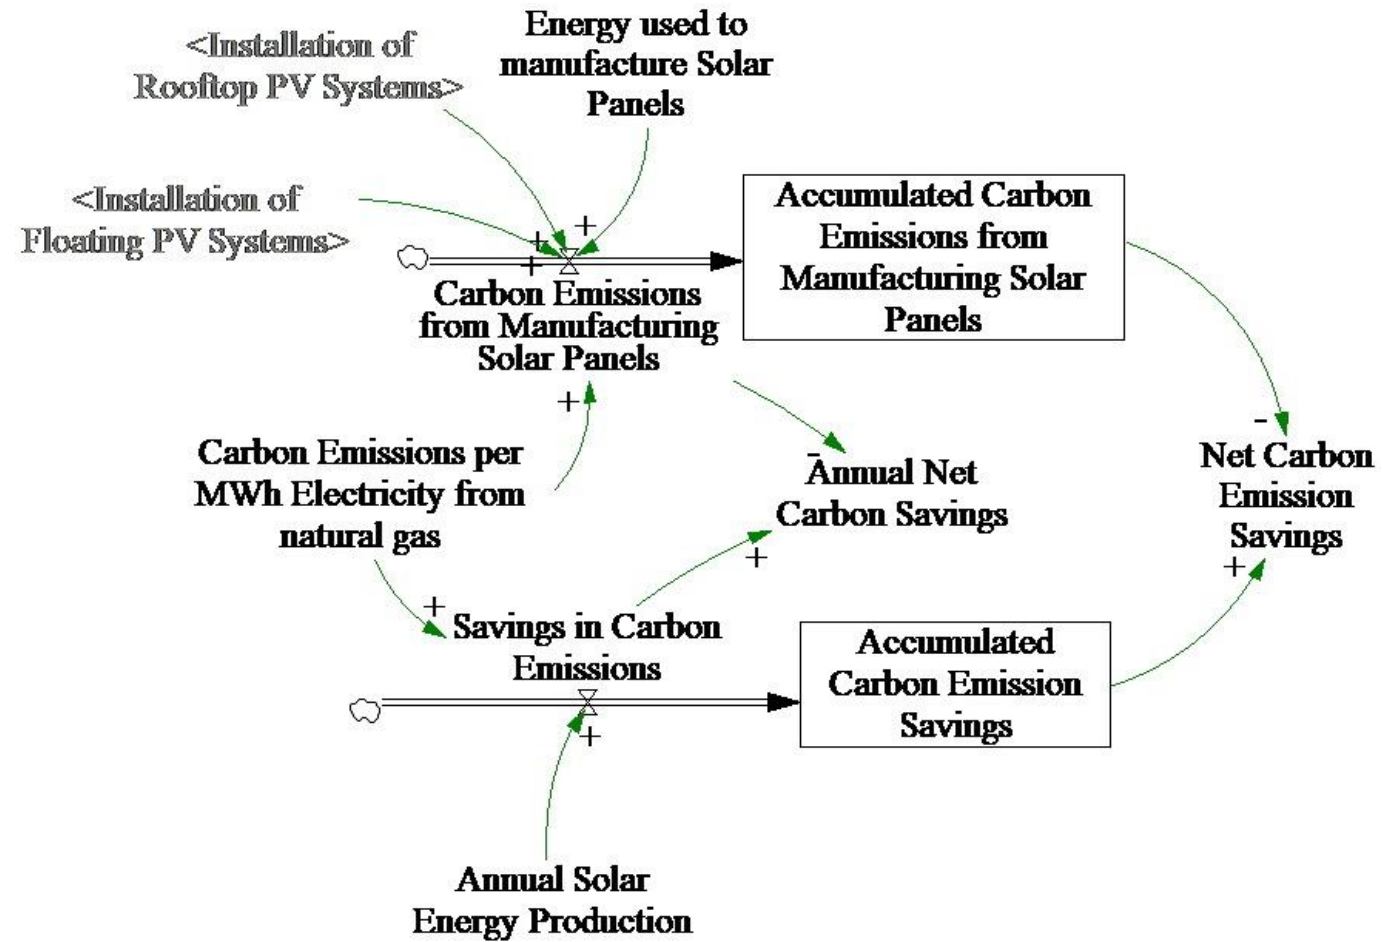 <Installation of
Rooftop PV Systems>
Energy used to
manufacture Solar
Panels
<Installation of
Floating PV Systems>
+
+
+
Accumulated Carbon
Emissions from
Manufacturing Solar
Panels
Carbon Emissions
from Manufacturing
Solar Panels
+
-
Carbon Emissions per
MWh Electricity from
natural gas
-
Annual Net
Carbon Savings
+
Net Carbon
Emission
Savings
+
+
Savings in Carbon
Emissions
+
Accumulated
Carbon Emission
Savings
Annual Solar
Energy Production